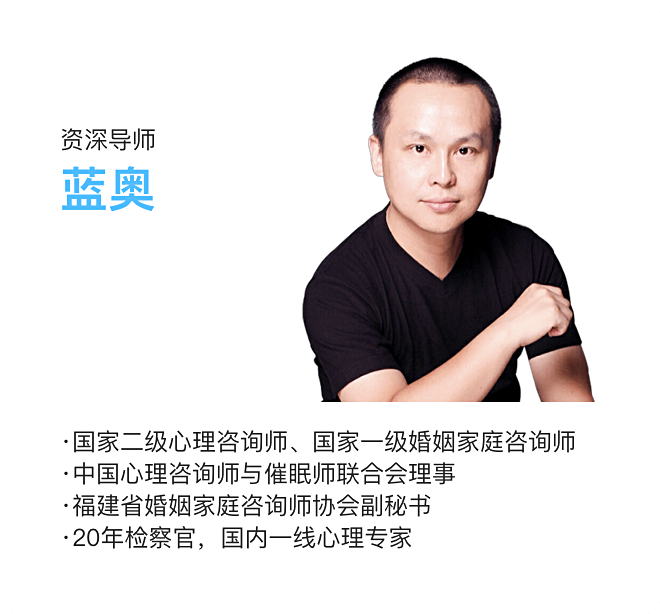 资深导师
蓝奥
·国家二级心理咨询师、国家一级婚姻家庭咨询师
·中国心理咨询师与催眠师联合会理事
·福建省婚姻家庭咨询师协会副秘书
·20年检察官，国内一线心理专家